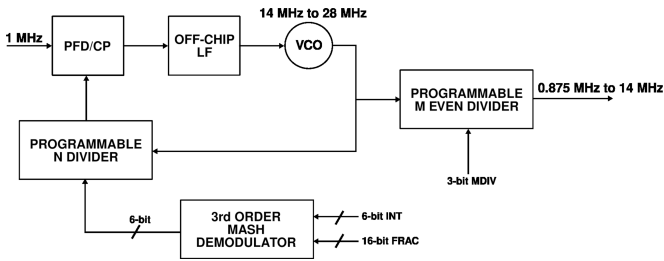 14 MHz to 28 MHz
1 MHz
PFD/CP
OFF-CHIP
LF
VCO
PROGRAMMABLE
M EVEN DIVIDER
0.875 MHz to 14 MHz
PROGRAMMABLE
N DIVIDER
3-bit MDIV
6-bit
3rd ORDER
MASH
DEMODULATOR
6-bit INT
16-bit FRAC